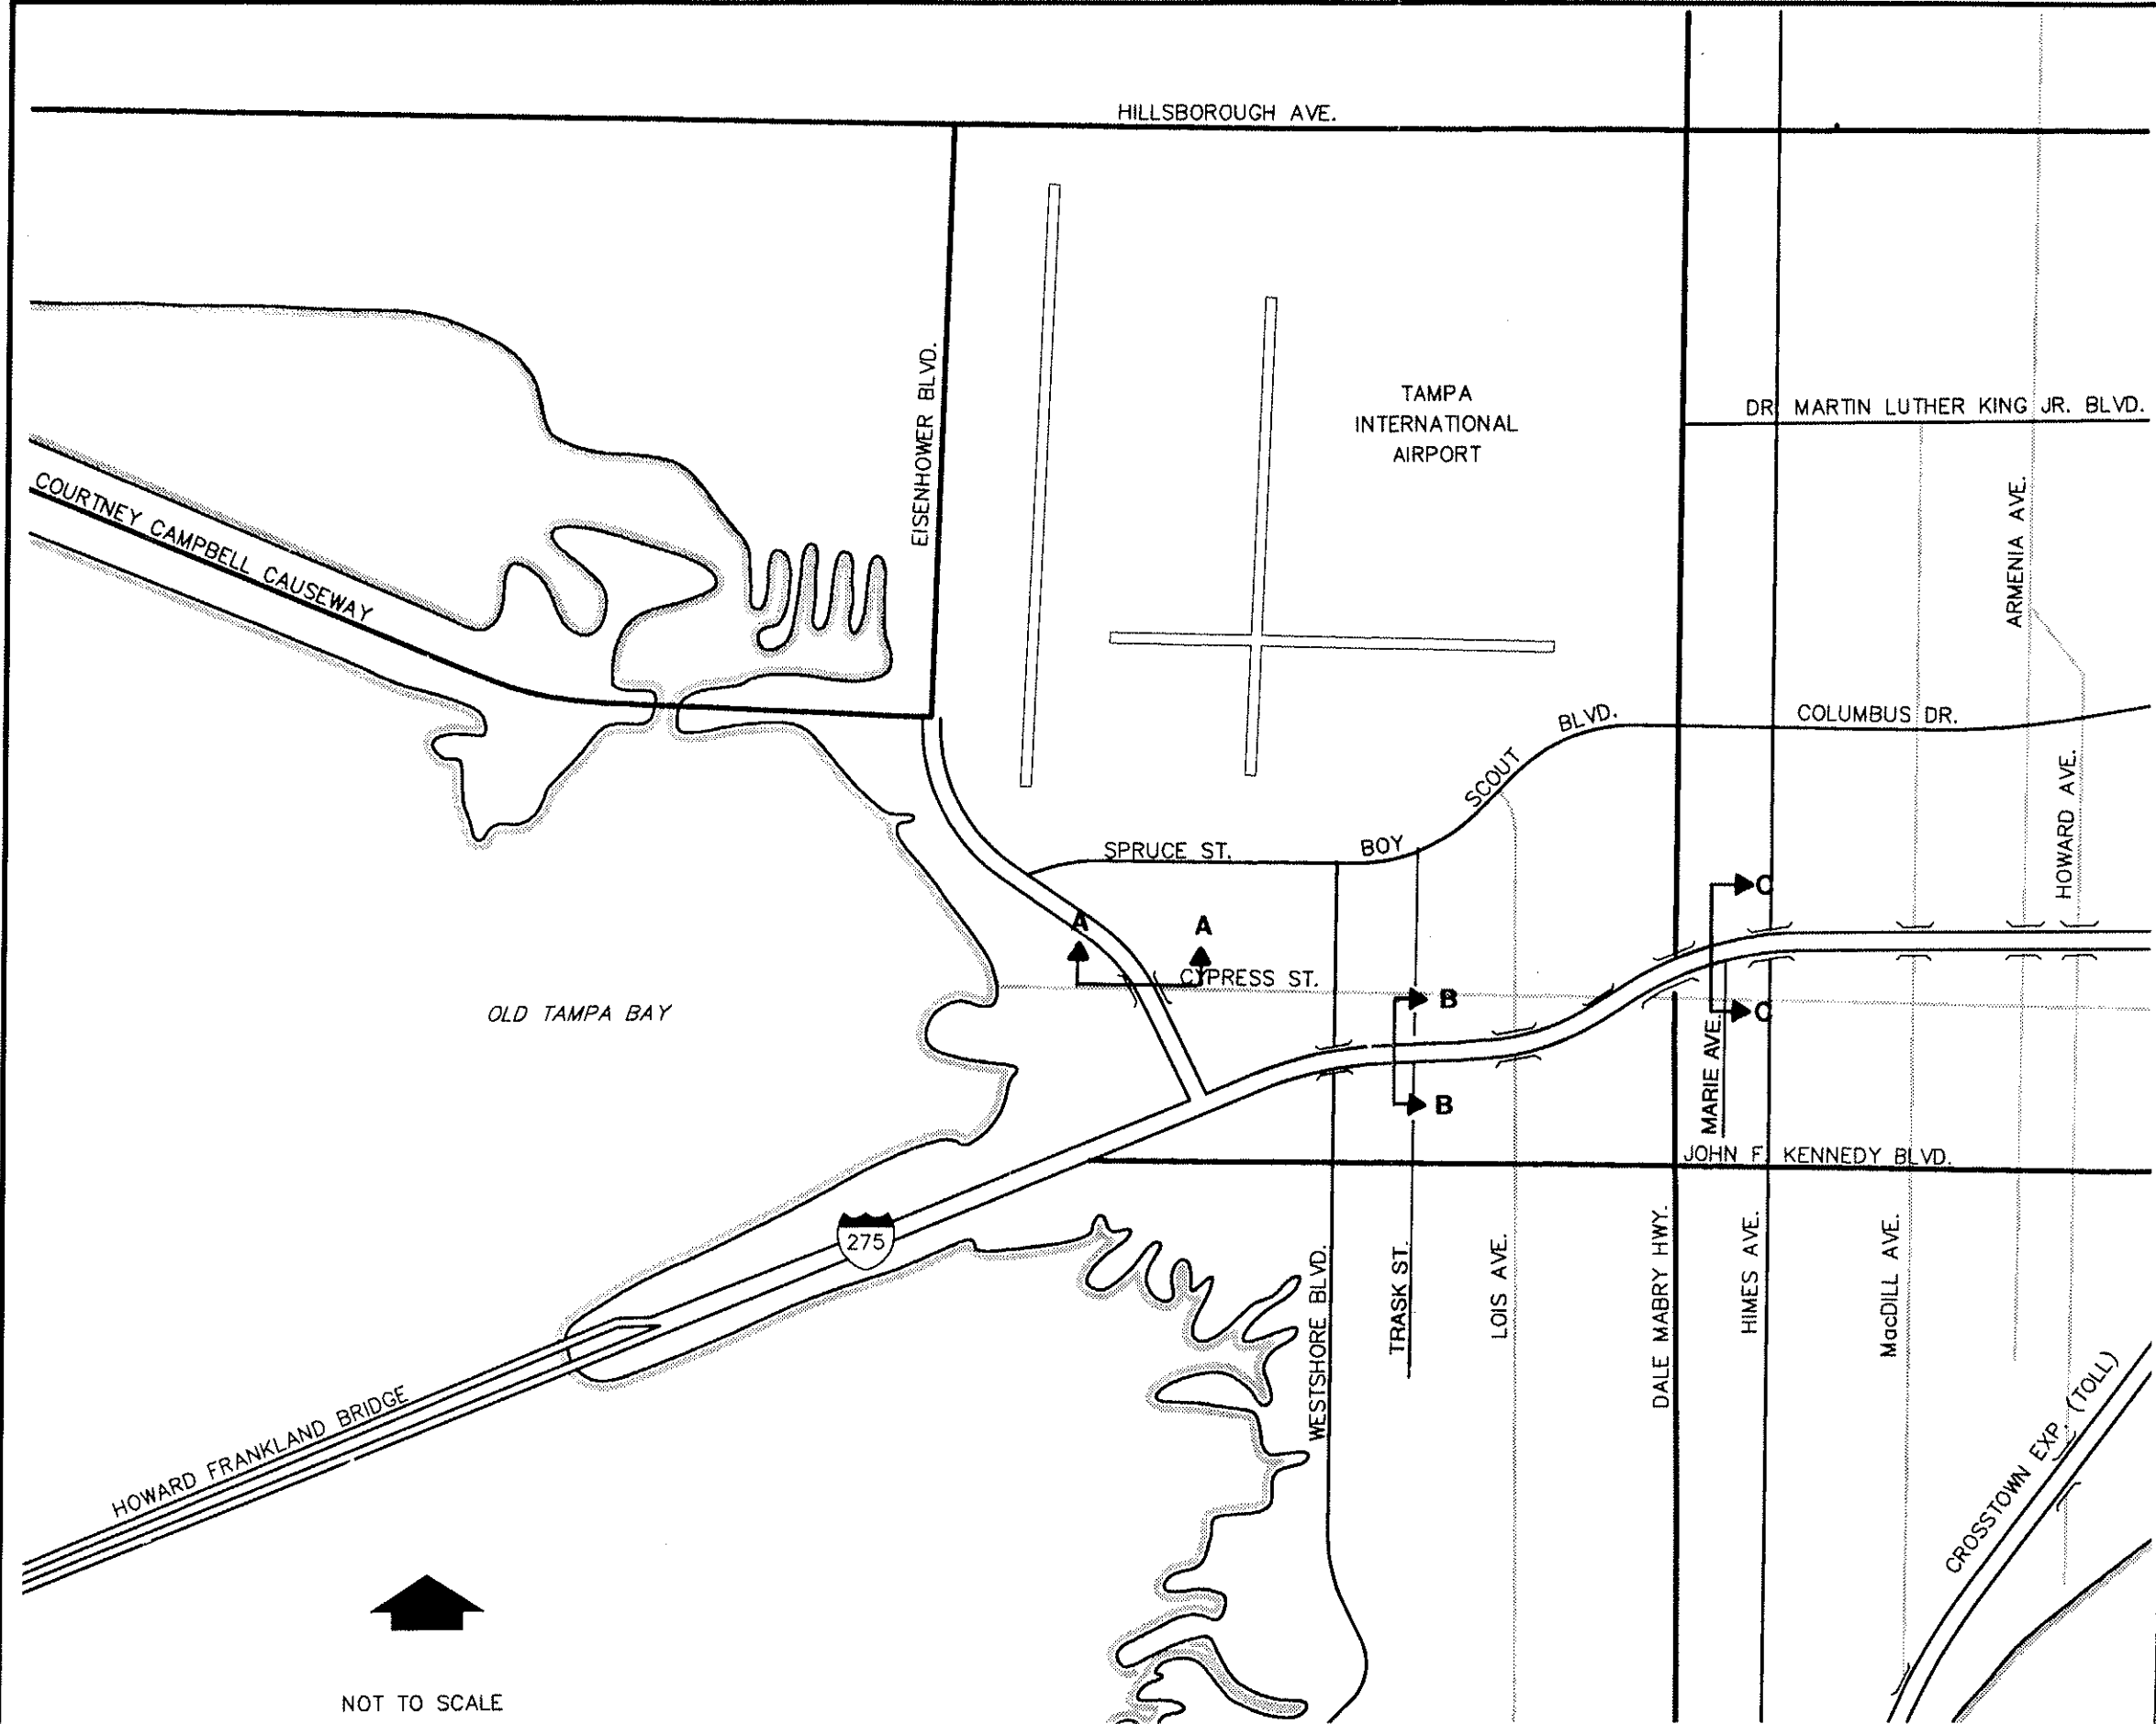 HILLSBOROUGH AVE.
EISENHOWER BLVD.
TAMPA
INTERNATIONAL
AIRPORT
DR. MARTIN LUTHER KING JR. BLVD.
COURTNEY CAMPBELL CAUSEWAY
ARMENIA AVE.
SPRUCE ST.
BOY SCOUT BLVD.
COLUMBUS DR.
HOWARD AVE.
A
A
CYPRESS ST.
C
C
B
B
OLD TAMPA BAY
MARIE AVE.
JOHN F. KENNEDY BLVD.
275
WESTSHORE BLVD.
TRASK ST.
LOIS AVE.
DALE MABRY HWY.
HIMES AVE.
MacDILL AVE.
HOWARD FRANKLAND BRIDGE
CROSSTOWN EXP. (TOLL)
NOT TO SCALE